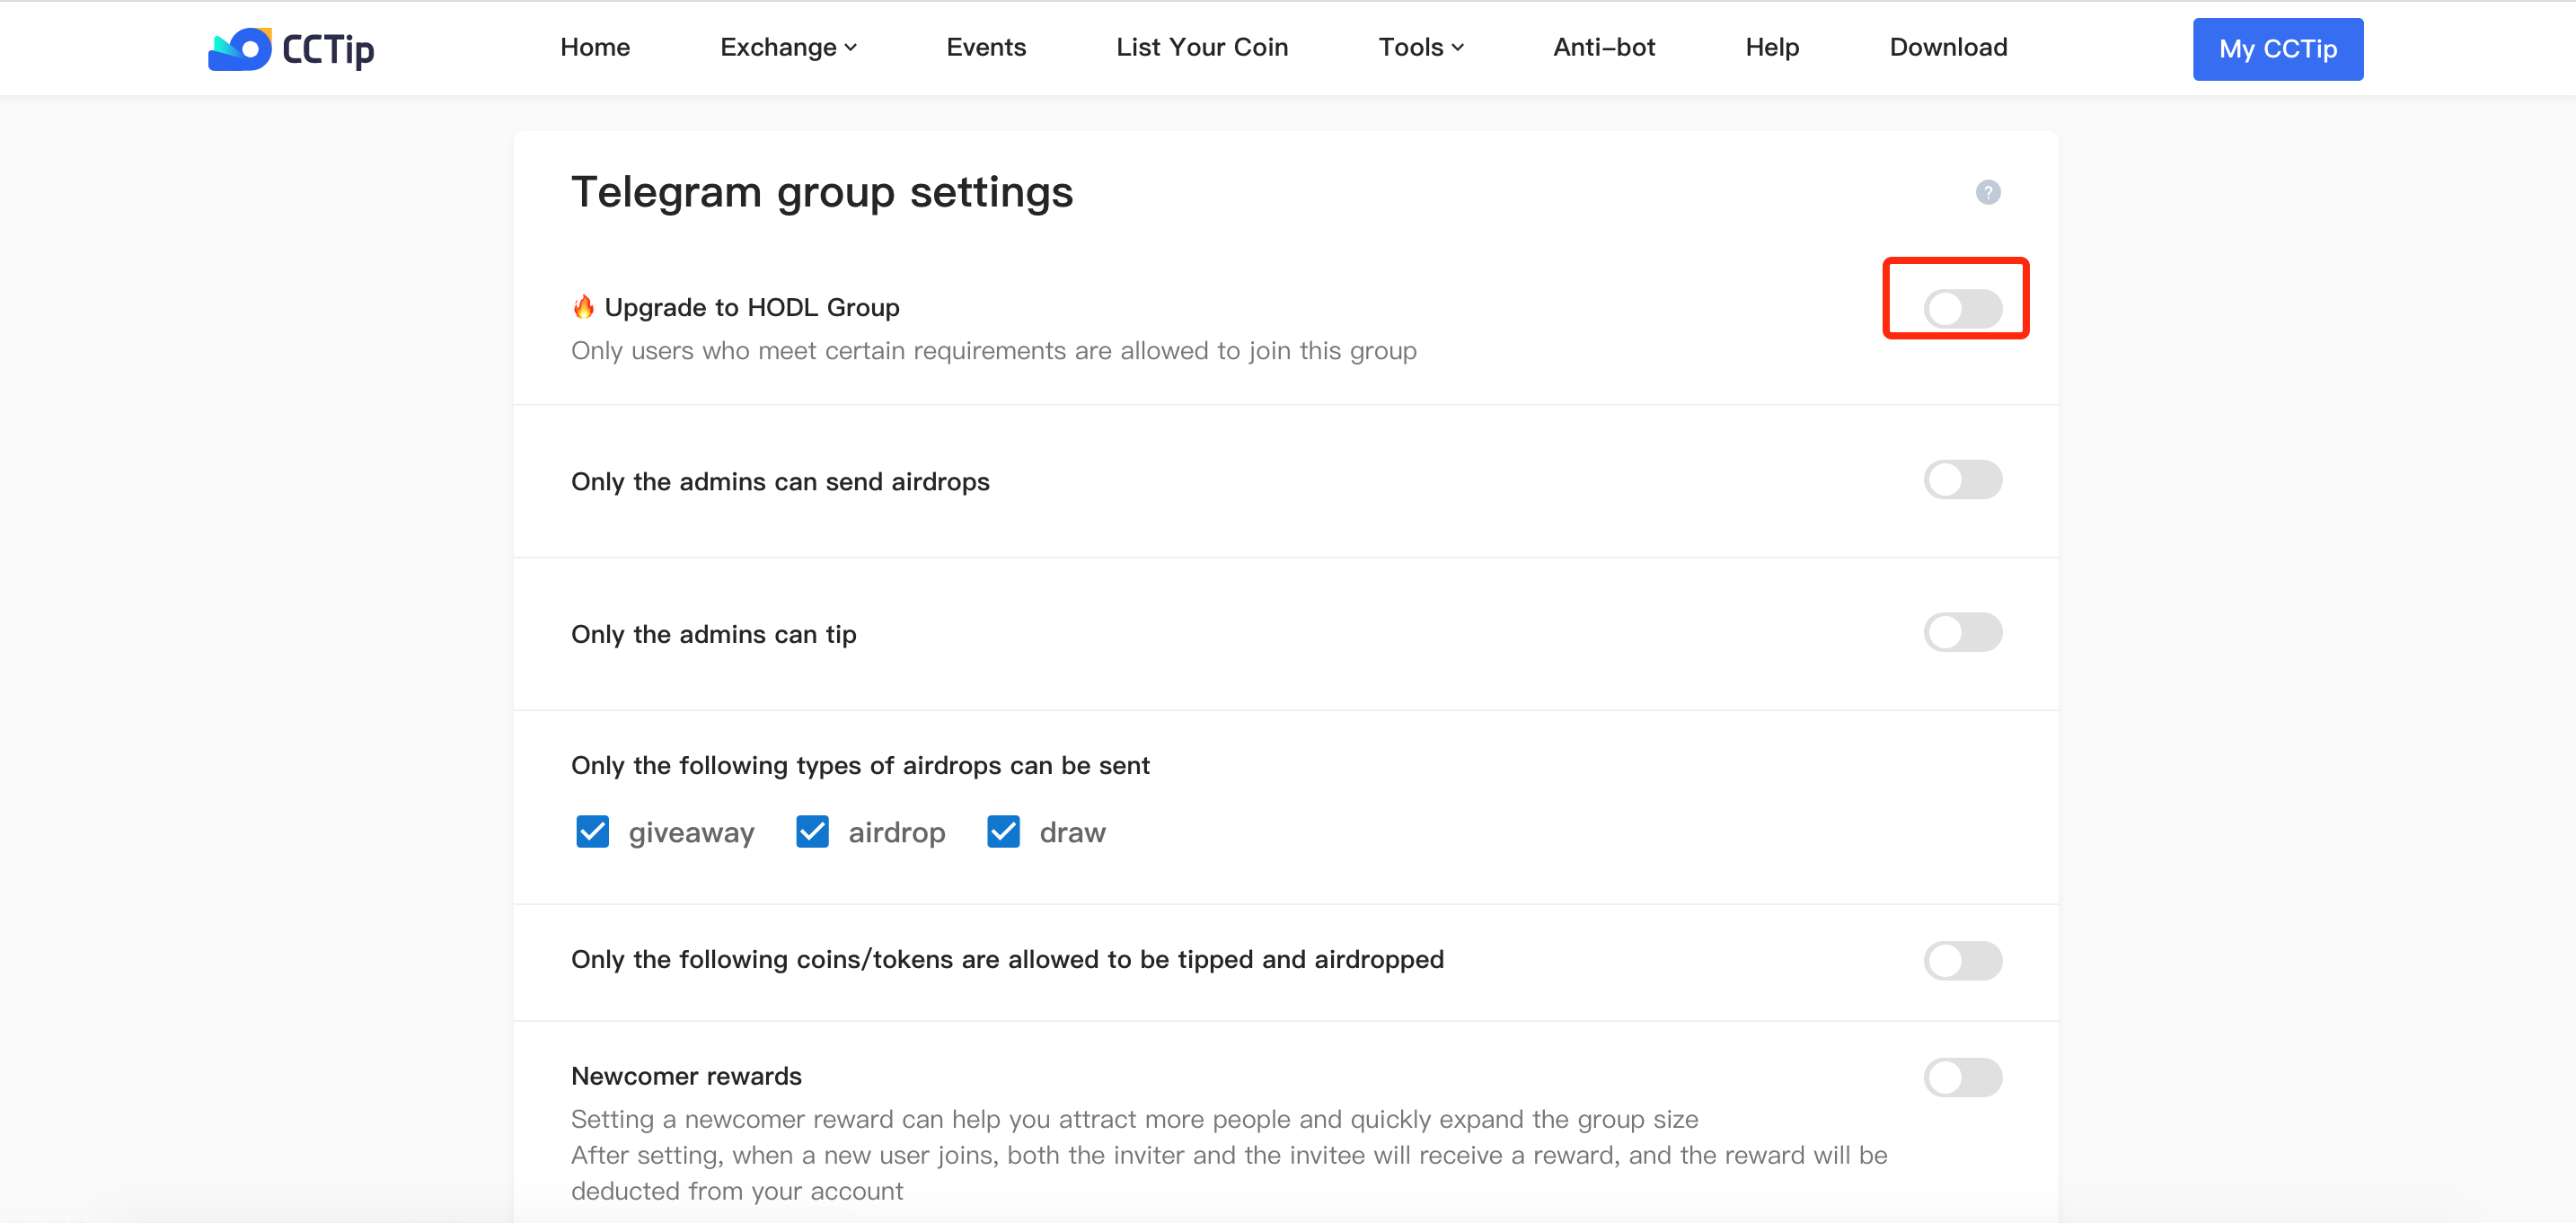 CCTip
Home Exchange Events List Your Coin Tools Anti-bot Help Download My CCTip
Telegram group settings ?
🔥 Upgrade to HODL Group
Only users who meet certain requirements are allowed to join this group
Only the admins can send airdrops
Only the admins can tip
Only the following types of airdrops can be sent
giveaway airdrop draw
Only the following coins/tokens are allowed to be tipped and airdropped
Newcomer rewards
Setting a newcomer reward can help you attract more people and quickly expand the group size
After setting, when a new user joins, both the inviter and the invitee will receive a reward, and the reward will be
deducted from your account